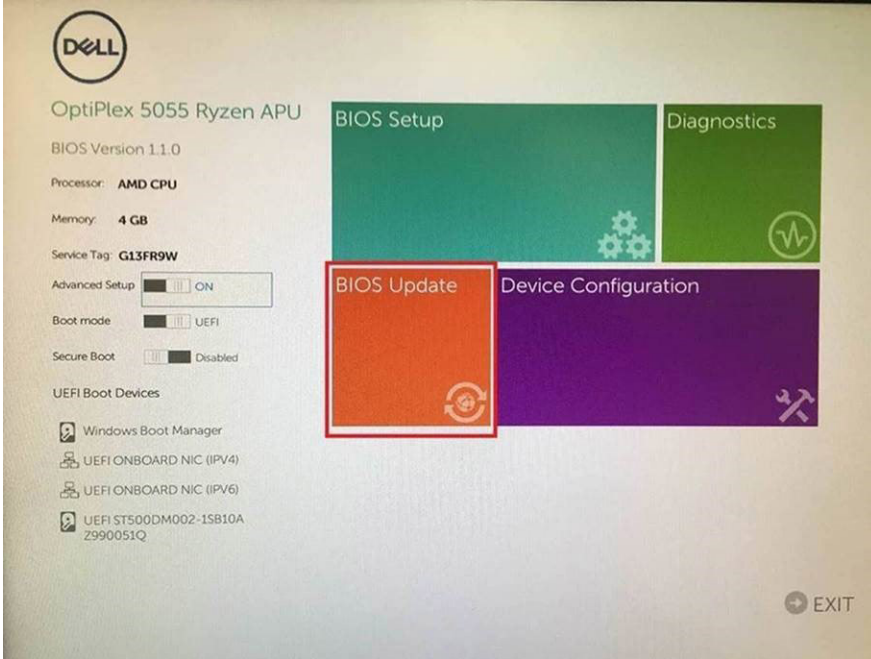 DELL
OptiPlex 5055 Ryzen APU
BIOS Version 1.1.0
Processor: AMD CPU
Memory: 4 GB
Service Tag: G13FR9W
Advanced Setup ON
Boot mode UEFI
Secure Boot Disabled
UEFI Boot Devices
Windows Boot Manager
UEFI ONBOARD NIC (IPV4)
UEFI ONBOARD NIC (IPV6)
UEFI ST500DM002-1SB10A
Z990051Q
BIOS Setup
Diagnostics
BIOS Update
Device Configuration
EXIT